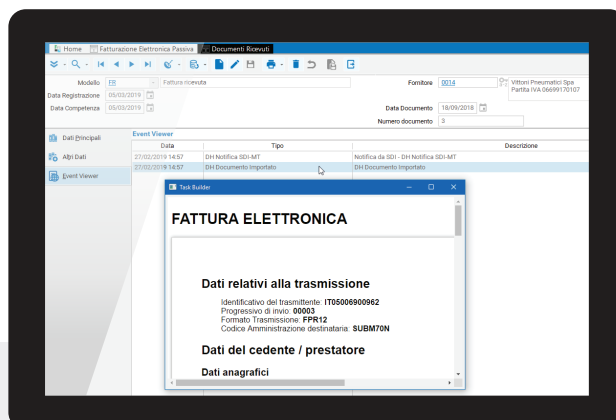 Home Fatturazione Elettronica Passiva Documenti Ricevuti
Modello FE Fattura ricevuta Fornitore 0014 Vittoni Pneumatici Spa
Partita IVA 06699170107
Data Registrazione 05/03/2019
Data Competenza 05/03/2019 Data Documento 18/09/2018
Numero documento 3
Dati Principali
Altri Dati
Event Viewer
Event Viewer
Data Tipo Descrizione
27/02/2019 14:57 DH Notifica SDI-MT Notifica da SDI - DH Notifica SDI-MT
27/02/2019 14:57 DH Documento Importato DH Documento Importato
Task Builder
FATTURA ELETTRONICA
Dati relativi alla trasmissione
Identificativo del trasmittente: IT05006900962
Progressivo di invio: 00003
Formato Trasmissione: FPR12
Codice Amministrazione destinataria: SUBM70N
Dati del cedente / prestatore
Dati anagrafici